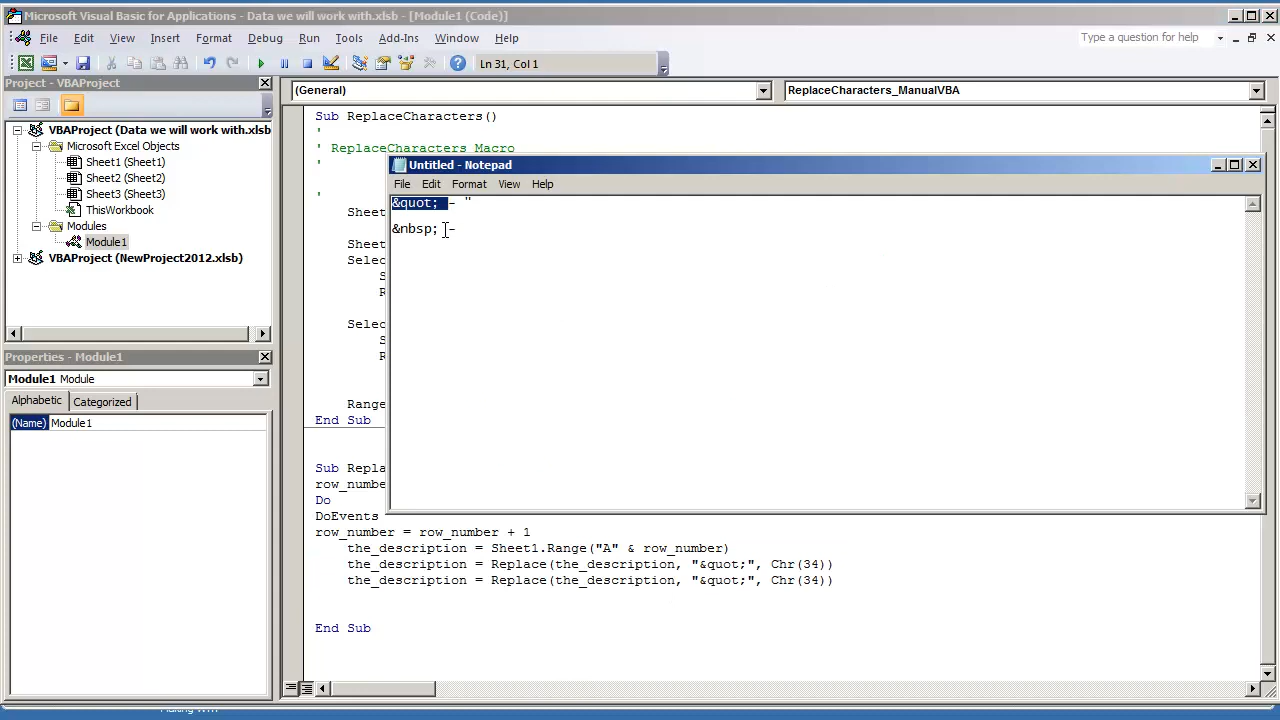 Microsoft Visual Basic for Applications - Data we will work with.xlsb - [Module1 (Code)]
File Edit View Insert Format Debug Run Tools Add-Ins Window Help
Type a question for help
Ln 31, Col 1
Project - VBAProject
(General)
ReplaceCharacters_ManualVBA
VBAProject (Data we will work with.xlsb
Microsoft Excel Objects
Sheet1 (Sheet1)
Sheet2 (Sheet2)
Sheet3 (Sheet3)
ThisWorkbook
Modules
Module1
VBAProject (NewProject2012.xlsb)
Properties - Module1
Module1 Module
Alphabetic Categorized
(Name) Module1
Sub ReplaceCharacters()
'
' ReplaceCharacters Macro
'
'
Sheet
Sheet
Selec
S
R
Selec
S
R
Range
End Sub
Untitled - Notepad
File Edit Format View Help
&quot; - "
&nbsp; -
Sub Repla
row_numbe
Do
DoEvents
row_number = row_number + 1
the_description = Sheet1.Range("A" & row_number)
the_description = Replace(the_description, "&quot;", Chr(34))
the_description = Replace(the_description, "&quot;", Chr(34))
End Sub